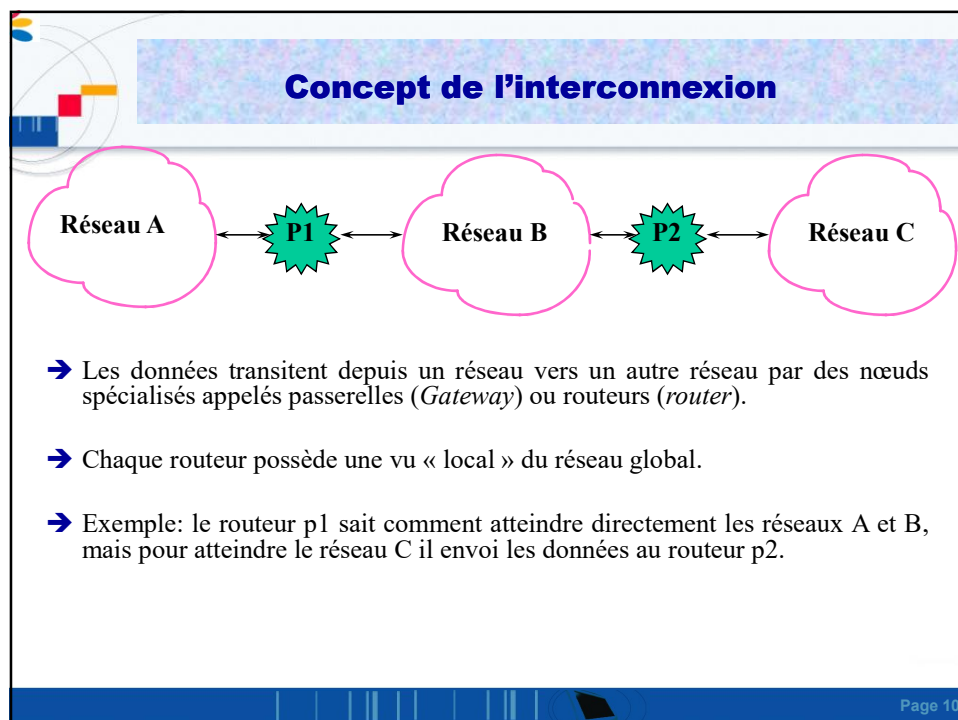 Concept de l’interconnexion
Réseau A
P1
Réseau B
P2
Réseau C
➔ Les données transitent depuis un réseau vers un autre réseau par des nœuds
spécialisés appelés passerelles (Gateway) ou routeurs (router).
➔ Chaque routeur possède une vu « local » du réseau global.
➔ Exemple: le routeur p1 sait comment atteindre directement les réseaux A et B,
mais pour atteindre le réseau C il envoi les données au routeur p2.
Page 10